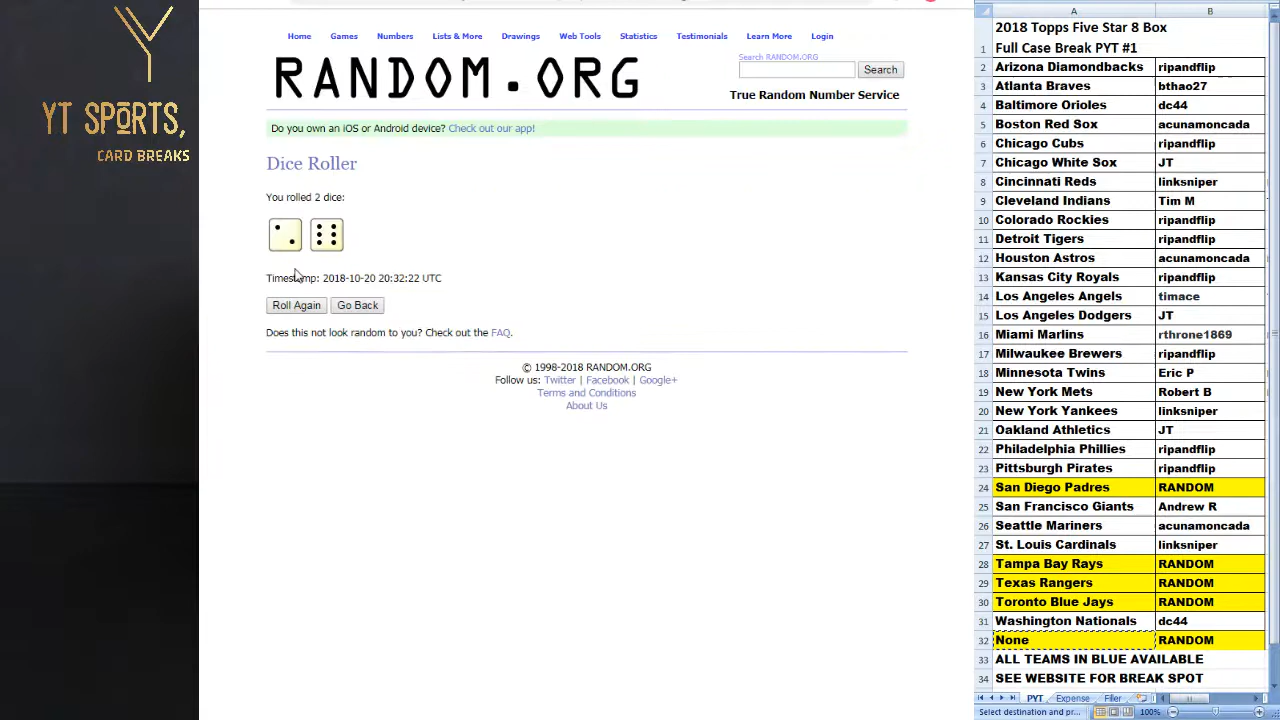 YT SPORTS,
CARD BREAKS
Home Games Numbers Lists & More Drawings Web Tools Statistics Testimonials Learn More Login
RANDOM.ORG
Search RANDOM.ORG
Search
True Random Number Service
Do you own an iOS or Android device? Check out our app!
Dice Roller
You rolled 2 dice:
Timestamp: 2018-10-20 20:32:22 UTC
Roll Again Go Back
Does this not look random to you? Check out the FAQ.
© 1998-2018 RANDOM.ORG
Follow us: Twitter | Facebook | Google+
Terms and Conditions
About Us
A B
2018 Topps Five Star 8 Box
1 Full Case Break PYT #1
2 Arizona Diamondbacks ripandflip
3 Atlanta Braves bthao27
4 Baltimore Orioles dc44
5 Boston Red Sox acunamoncada
6 Chicago Cubs ripandflip
7 Chicago White Sox JT
8 Cincinnati Reds linksniper
9 Cleveland Indians Tim M
10 Colorado Rockies ripandflip
11 Detroit Tigers ripandflip
12 Houston Astros acunamoncada
13 Kansas City Royals ripandflip
14 Los Angeles Angels timace
15 Los Angeles Dodgers JT
16 Miami Marlins rthrone1869
17 Milwaukee Brewers ripandflip
18 Minnesota Twins Eric P
19 New York Mets Robert B
20 New York Yankees linksniper
21 Oakland Athletics JT
22 Philadelphia Phillies ripandflip
23 Pittsburgh Pirates ripandflip
24 San Diego Padres RANDOM
25 San Francisco Giants Andrew R
26 Seattle Mariners acunamoncada
27 St. Louis Cardinals linksniper
28 Tampa Bay Rays RANDOM
29 Texas Rangers RANDOM
30 Toronto Blue Jays RANDOM
31 Washington Nationals dc44
32 None RANDOM
33 ALL TEAMS IN BLUE AVAILABLE
34 SEE WEBSITE FOR BREAK SPOT
PYT Expense Filer
Select destination and pr... 100%